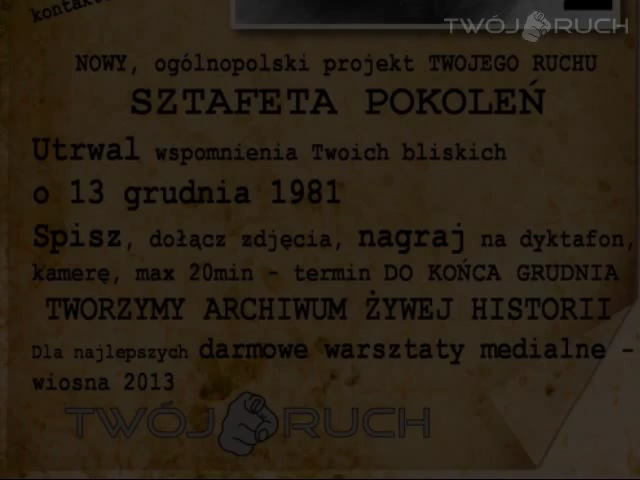 kontakt
TWÓJ RUCH
NOWY, ogólnopolski projekt TWOJEGO RUCHU
SZTAFETA POKOLEŃ
Utrwal wspomnienia Twoich bliskich
o 13 grudnia 1981
Spisz, dołącz zdjęcia, nagraj na dyktafon,
kamerę, max 20min - termin DO KOŃCA GRUDNIA
TWORZYMY ARCHIWUM ŻYWEJ HISTORII
Dla najlepszych darmowe warsztaty medialne -
wiosna 2013
TWÓJ RUCH